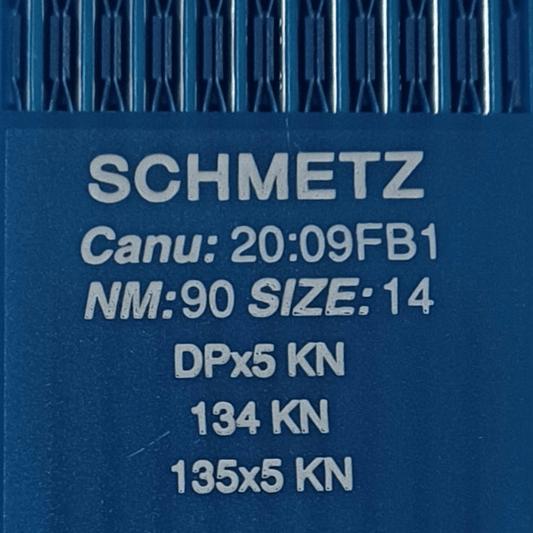 SCHMETZ
Canu: 20:09FB1
NM:90 SIZE:14
DPx5 KN
134 KN
135x5 KN